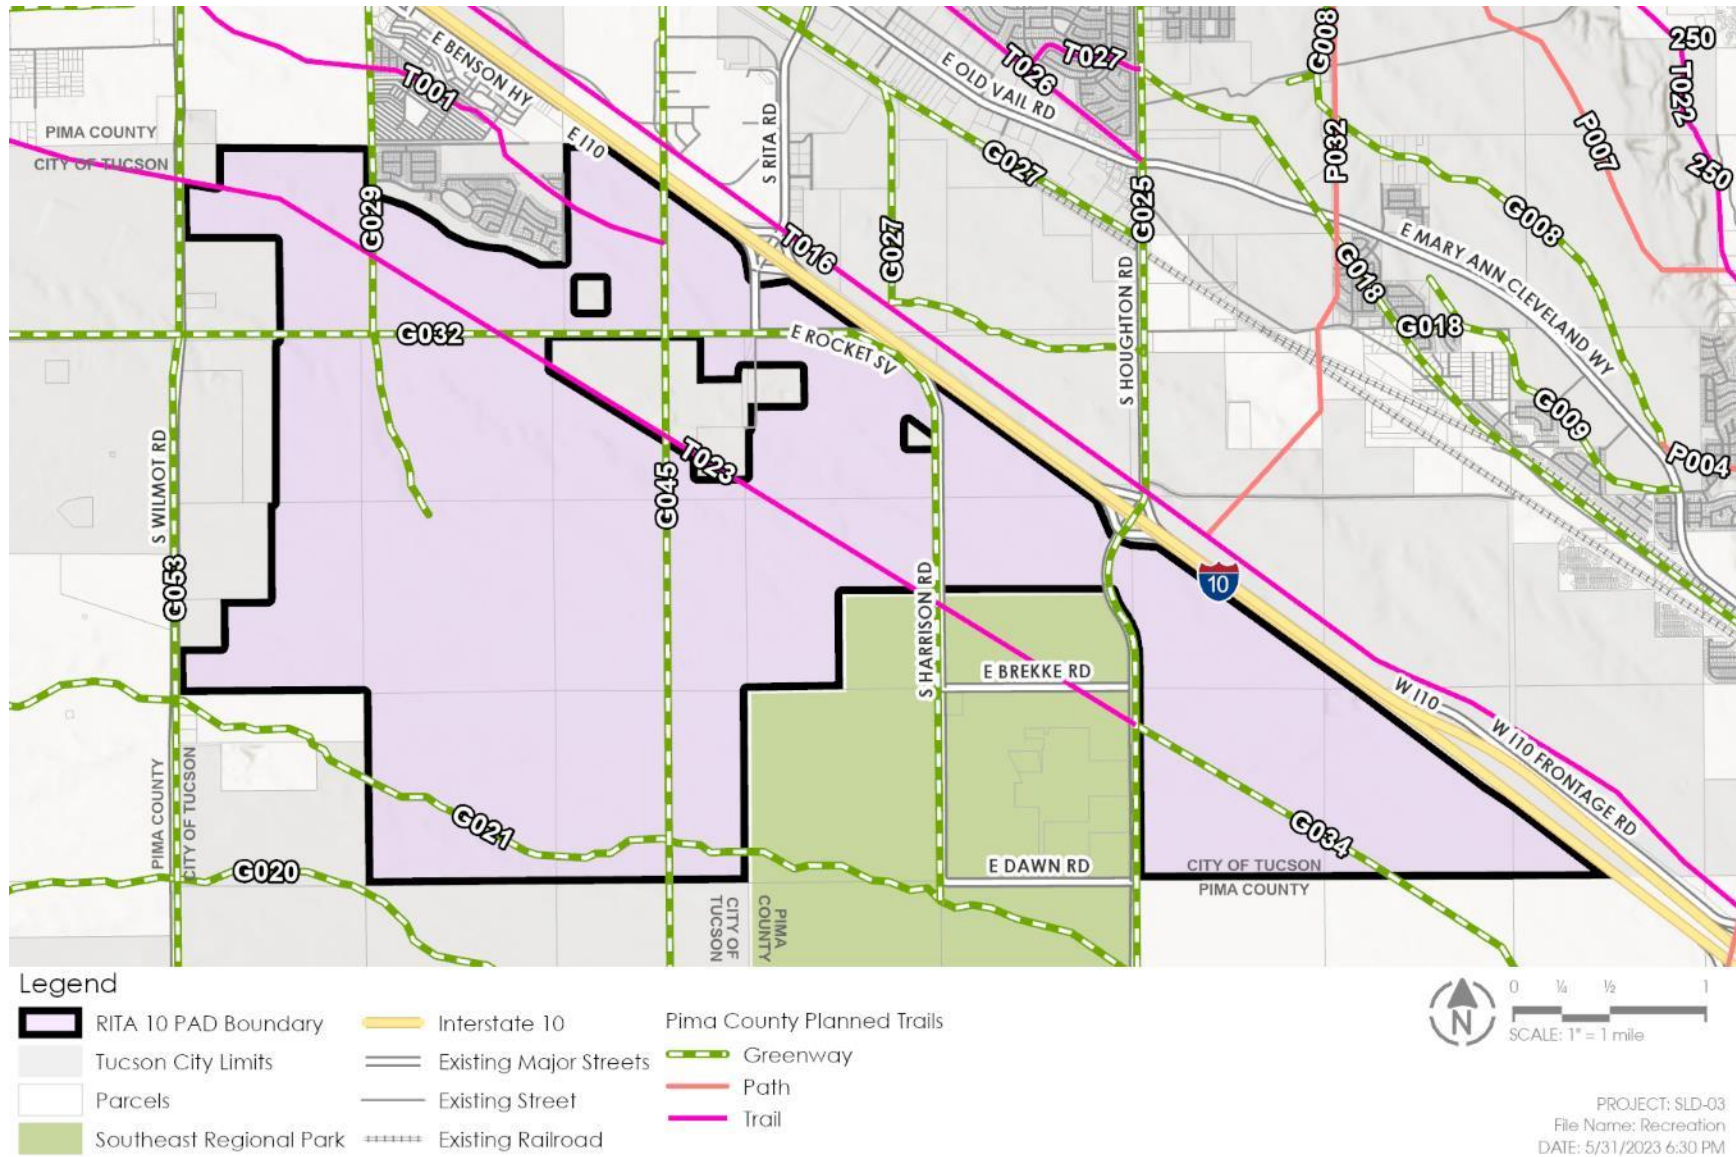 E BENSON HY
T001
E I10
S RITA RD
T026
T027
E OLD VAIL RD
G008
250
T022
P032
P007
250
PIMA COUNTY
CITY OF TUCSON
G029
G027
G025
G008
T016
G027
S HOUGHTON RD
G018
E MARY ANN CLEVELAND WY
G018
G032
E ROCKET SV
G009
P004
S WILMOT RD
G053
G045
T023
S HARRISON RD
10
E BREKKE RD
W I10
W I10 FRONTAGE RD
PIMA COUNTY
CITY OF TUCSON
G021
G020
G034
E DAWN RD
CITY OF TUCSON
PIMA COUNTY
CITY OF
TUCSON
PIMA
COUNTY
Legend
RITA 10 PAD Boundary
Tucson City Limits
Parcels
Southeast Regional Park
Interstate 10
Existing Major Streets
Existing Street
Existing Railroad
Pima County Planned Trails
Greenway
Path
Trail
N
0 ¼ ½ 1
SCALE: 1" = 1 mile
PROJECT: SLD-03
File Name: Recreation
DATE: 5/31/2023 6:30 PM